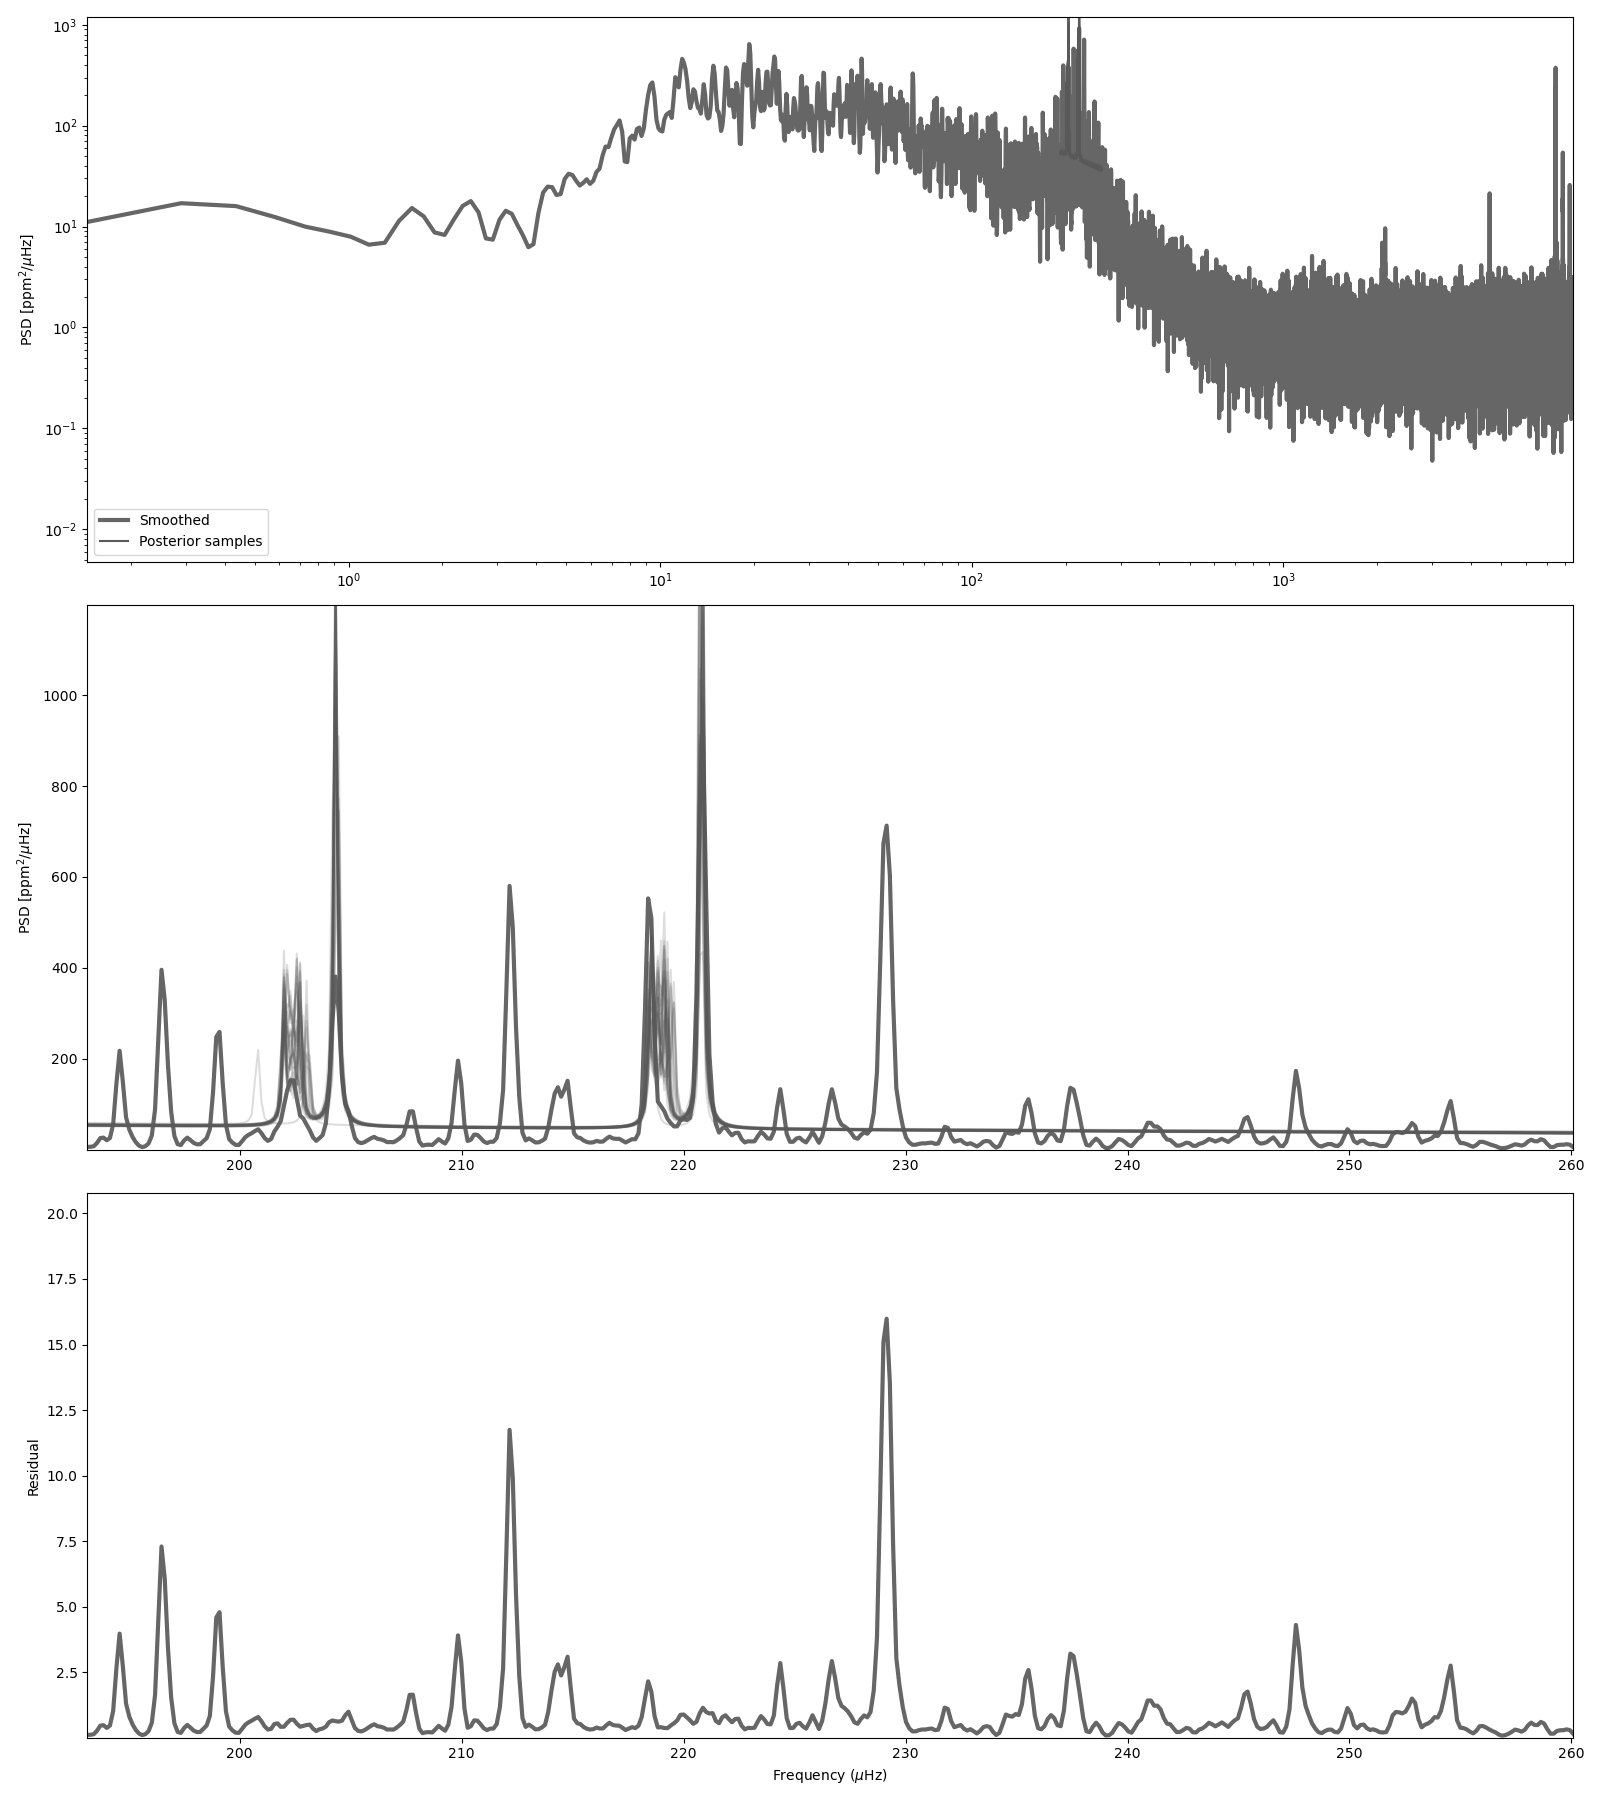 10³
10²
10¹
10⁰
10⁻¹
10⁻²
PSD [ppm²/μHz]
Smoothed
Posterior samples
10⁰ 10¹ 10² 10³
1000
800
600
400
200
PSD [ppm²/μHz]
200 210 220 230 240 250 260
20.0
17.5
15.0
12.5
10.0
7.5
5.0
2.5
Residual
200 210 220 230 240 250 260
Frequency (μHz)